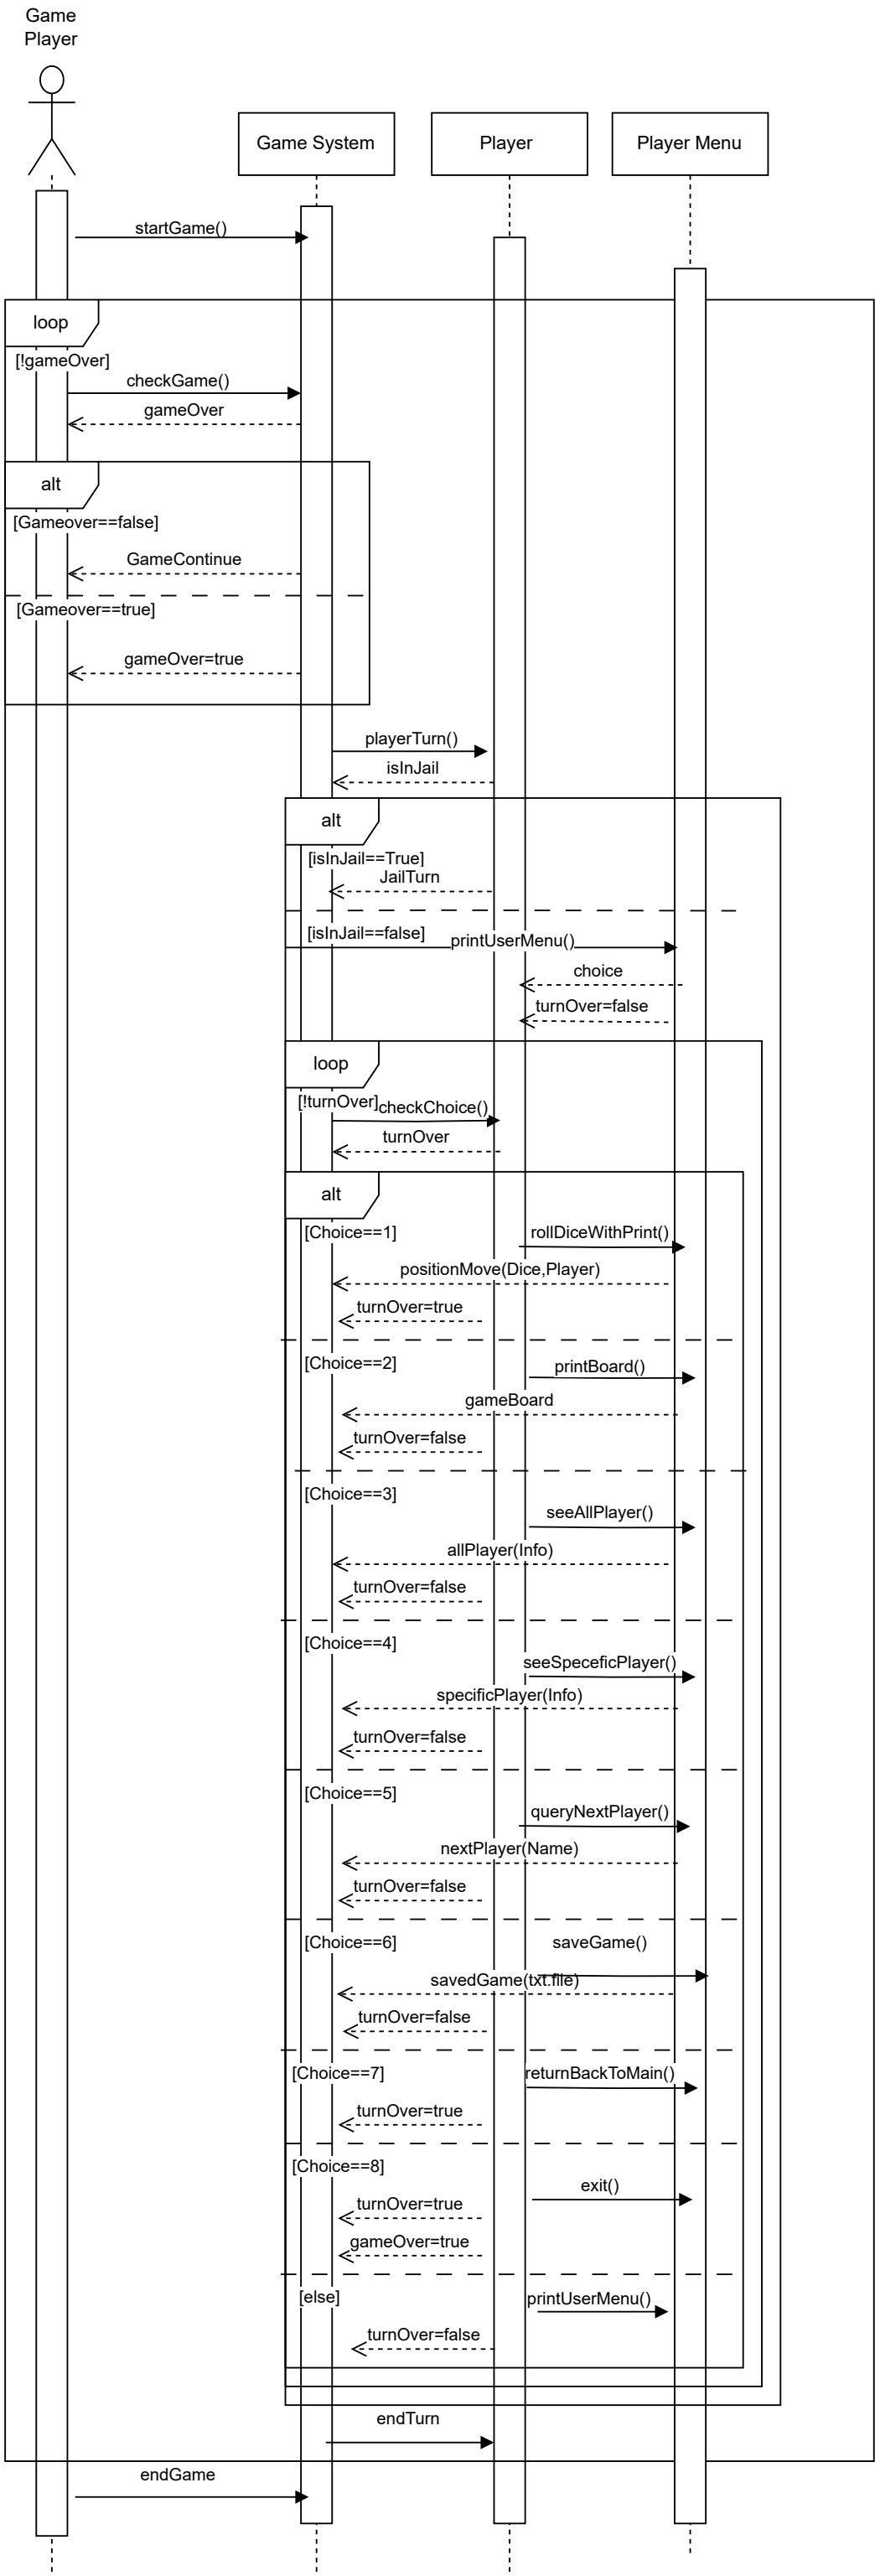 Game
Player
Game System
Player
Player Menu
startGame()
loop
[!gameOver]
checkGame()
gameOver
alt
[Gameover==false]
GameContinue
[Gameover==true]
gameOver=true
playerTurn()
isInJail
alt
[isInJail==True]
JailTurn
[isInJail==false]
printUserMenu()
choice
turnOver=false
loop
[!turnOver]
checkChoice()
turnOver
alt
[Choice==1]
rollDiceWithPrint()
positionMove(Dice,Player)
turnOver=true
[Choice==2]
printBoard()
gameBoard
turnOver=false
[Choice==3]
seeAllPlayer()
allPlayer(Info)
turnOver=false
[Choice==4]
seeSpeceficPlayer()
specificPlayer(Info)
turnOver=false
[Choice==5]
queryNextPlayer()
nextPlayer(Name)
turnOver=false
[Choice==6]
saveGame()
savedGame(txt.file)
turnOver=false
[Choice==7]
returnBackToMain()
turnOver=true
[Choice==8]
exit()
turnOver=true
gameOver=true
[else]
printUserMenu()
turnOver=false
endTurn
endGame